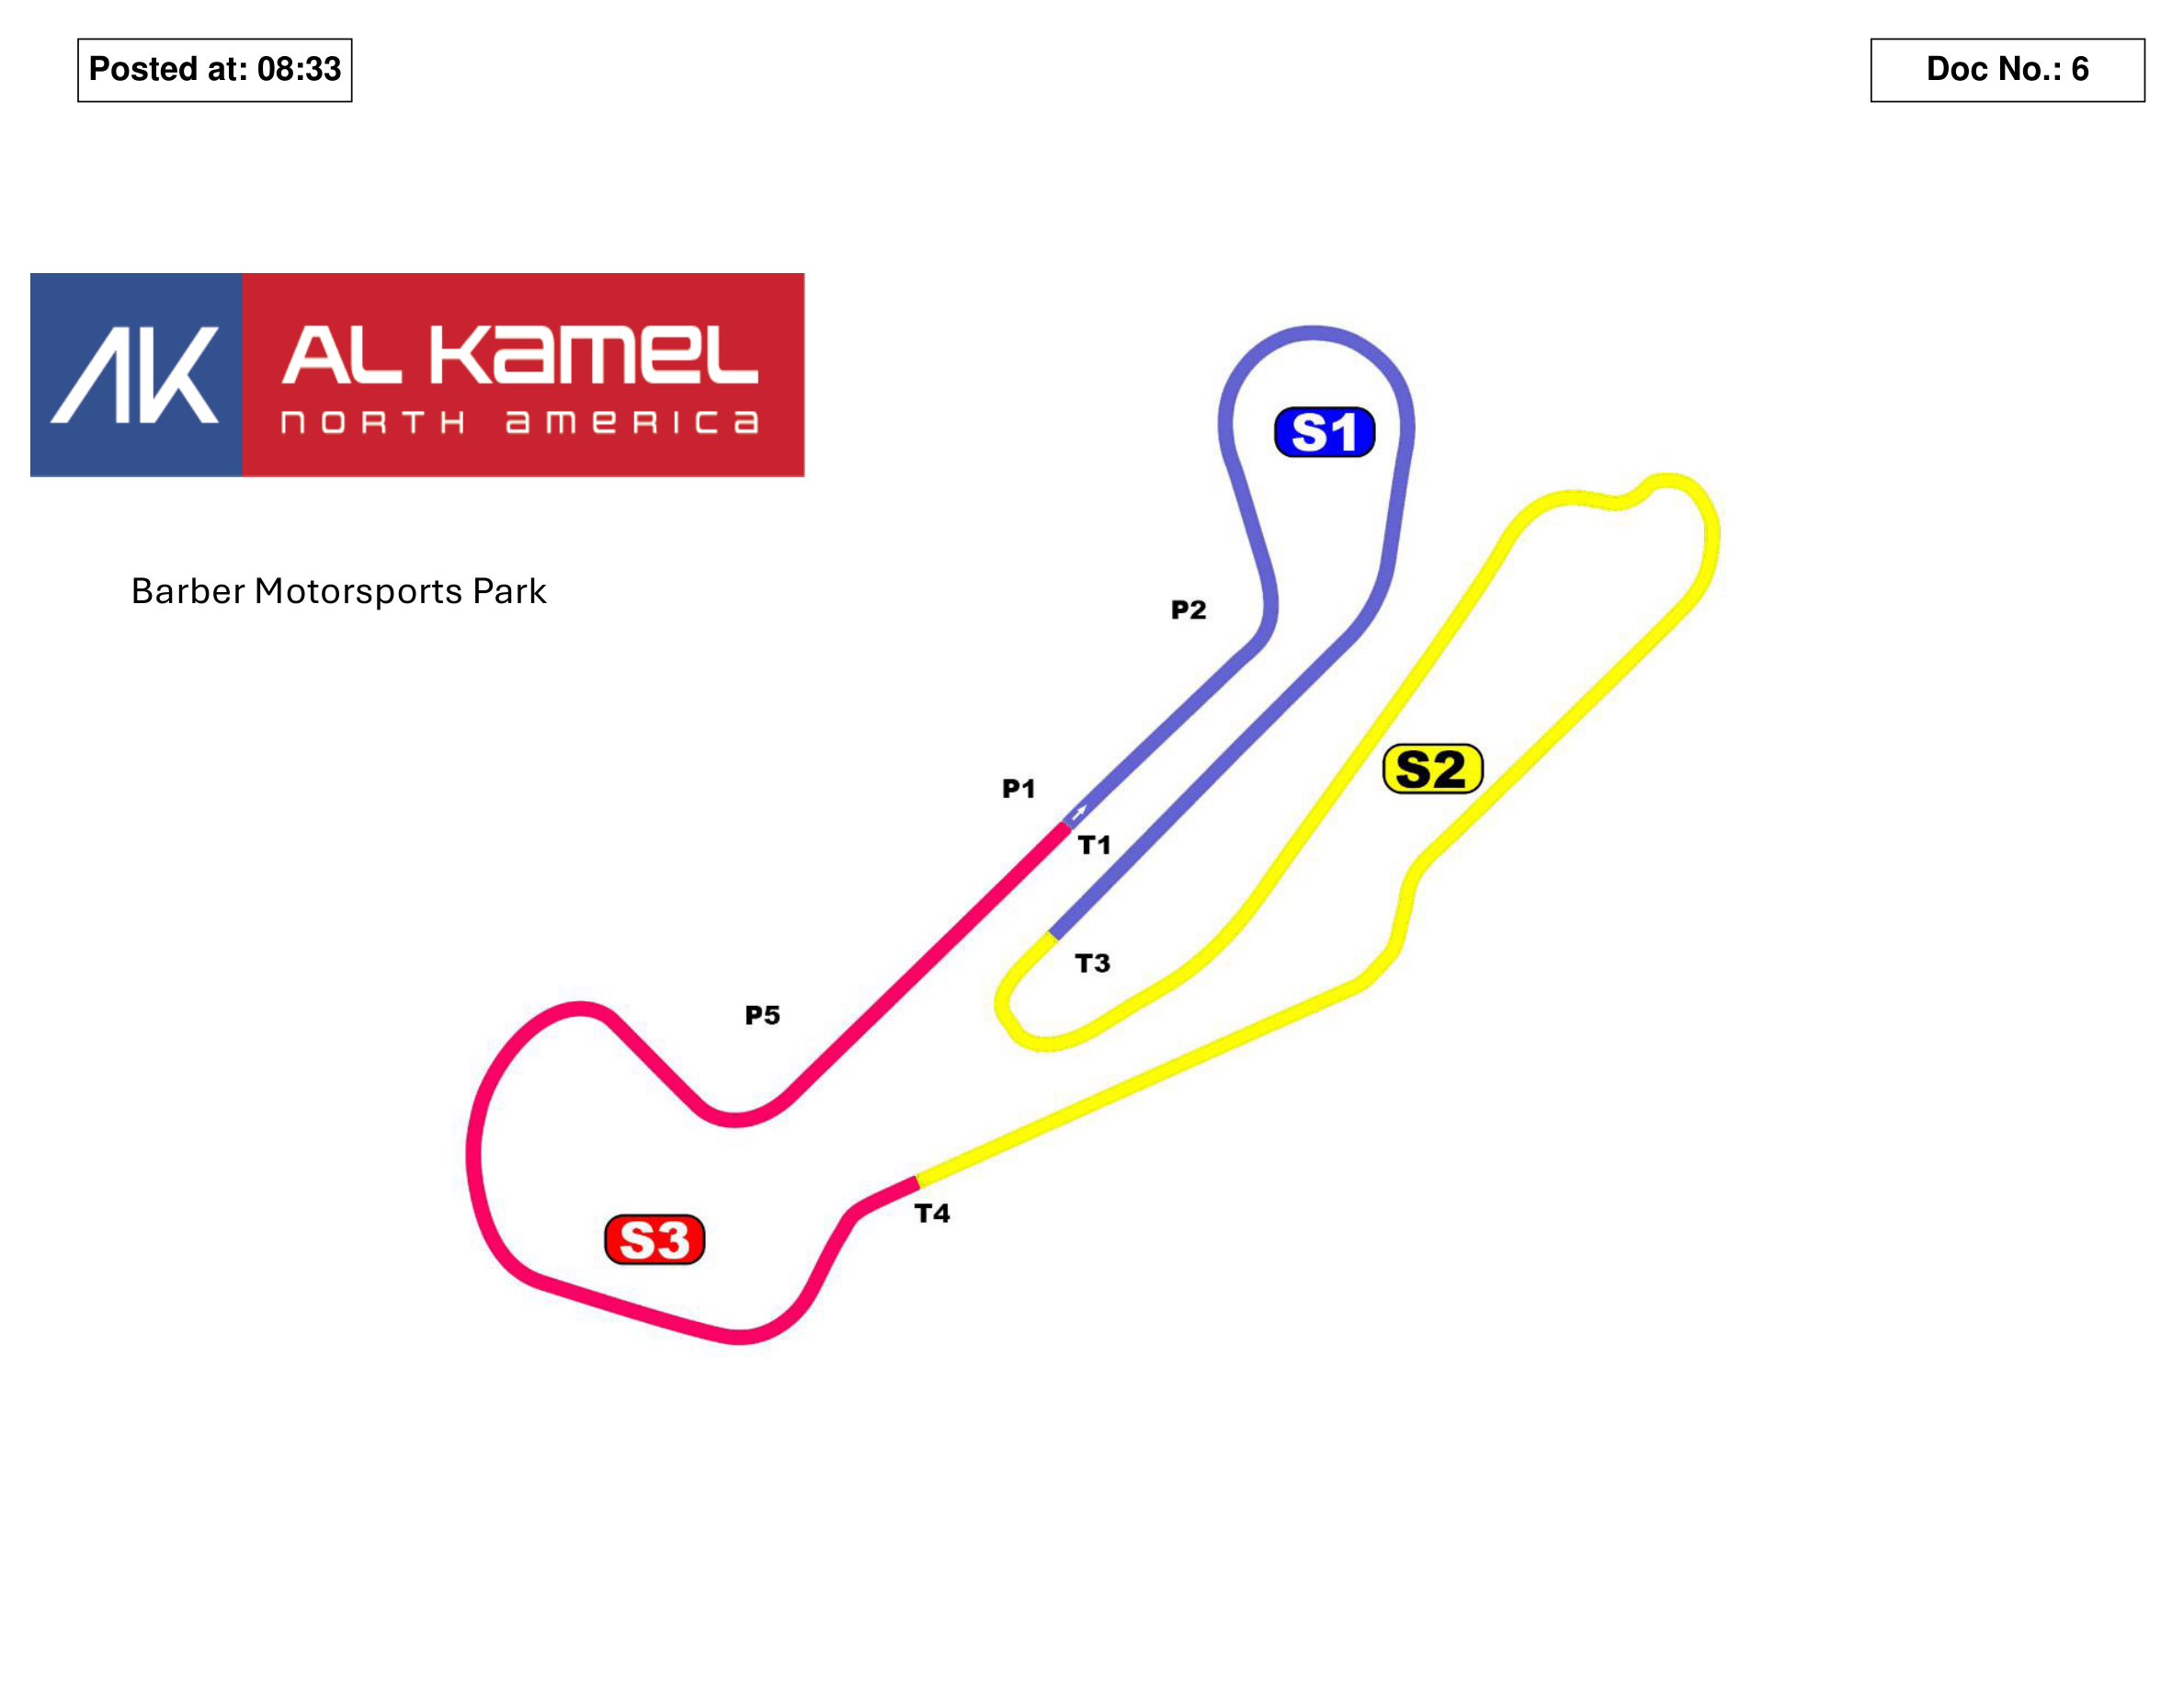 Posted at: 08:33
Doc No.: 6
AK
AL Kamel
NORTH AMERICA
Barber Motorsports Park
S1
P2
S2
P1
T1
T3
P5
T4
S3